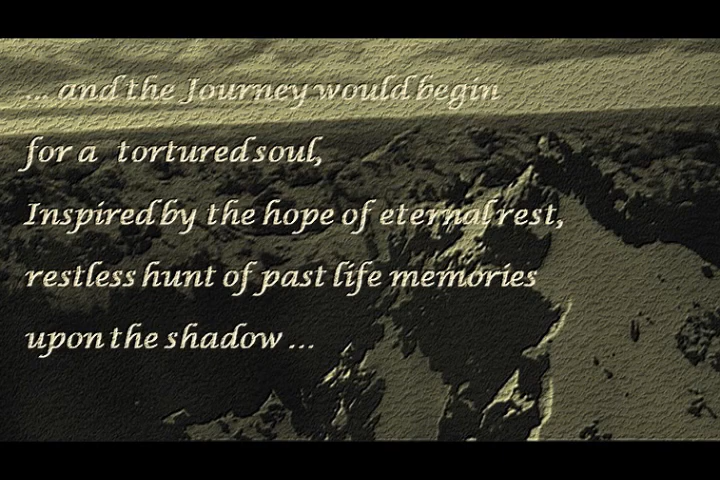 ... and the Journey would begin
for a tortured soul,
Inspired by the hope of eternal rest,
restless hunt of past life memories
upon the shadow ...